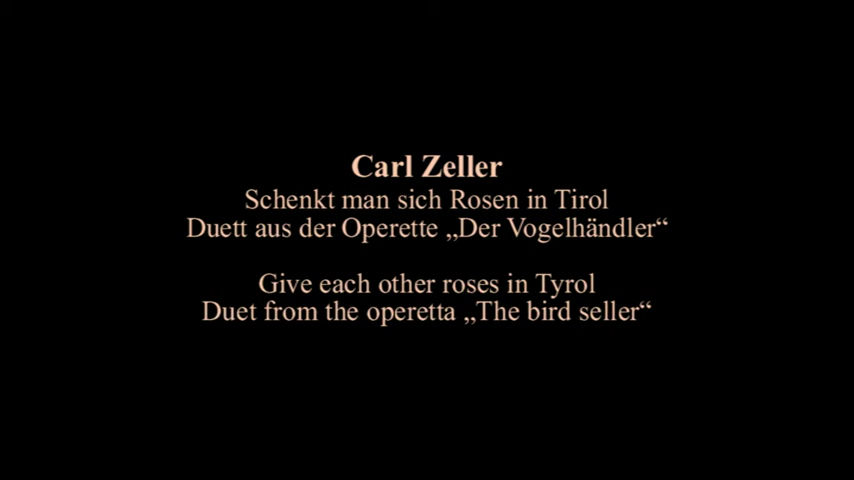 Carl Zeller
Schenkt man sich Rosen in Tirol
Duett aus der Operette „Der Vogelhändler“
Give each other roses in Tyrol
Duet from the operetta „The bird seller“